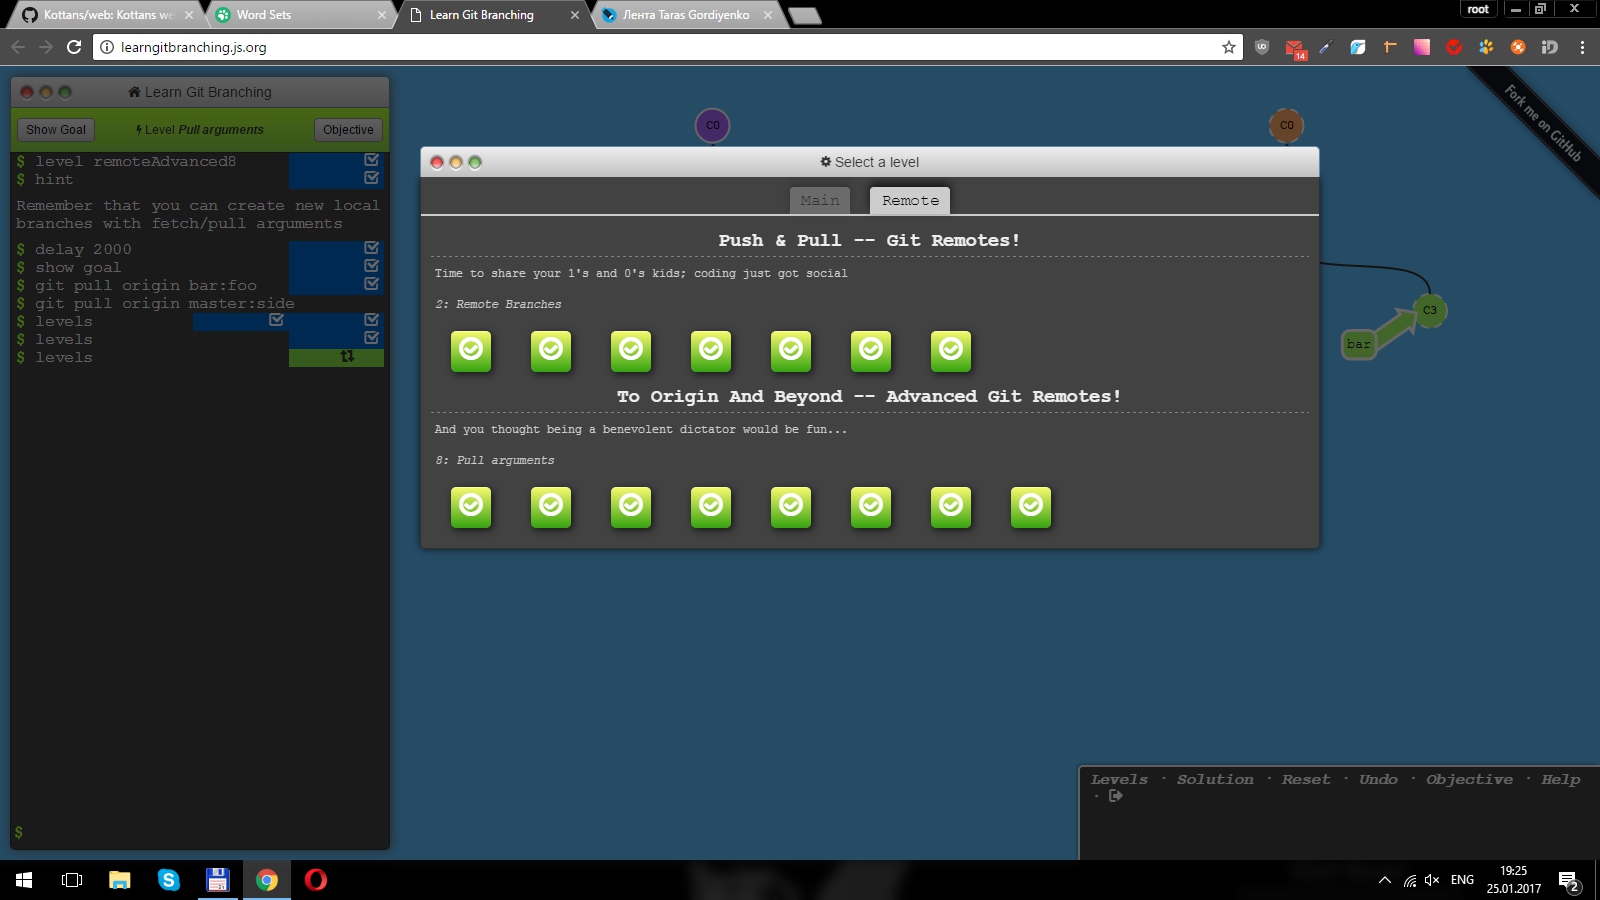 root
Kottans/web: Kottans we
Word Sets
Learn Git Branching
Лента Taras Gordiyenko
learngitbranching.js.org
14
Fork me on GitHub
Learn Git Branching
Show Goal
Level Pull arguments
Objective
$ level remoteAdvanced8
$ hint
Remember that you can create new local
branches with fetch/pull arguments
$ delay 2000
$ show goal
$ git pull origin bar:foo
$ git pull origin master:side
$ levels
$ levels
$ levels
$
C0
C0
C3
bar
Select a level
Main
Remote
Push & Pull -- Git Remotes!
Time to share your 1's and 0's kids; coding just got social
2: Remote Branches
To Origin And Beyond -- Advanced Git Remotes!
And you thought being a benevolent dictator would be fun...
8: Pull arguments
Levels · Solution · Reset · Undo · Objective · Help
·
ENG
19:25
25.01.2017
2